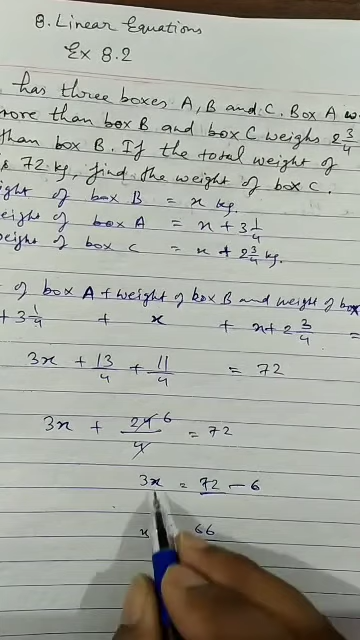 8. Linear Equations
Ex 8.2
has three boxes A, B and C. Box A w
more than box B and box C weighs 2 3/4
than box B. If the total weight of
72 kg, find the weight of box C.
ight of box B = x kg.
weight of box A = x + 3 1/4
weight of box C = x + 2 3/4 kg.
of box A + weight of box B and weight of box
+ 3 1/4 + x + x + 2 3/4 =
3x + 13/4 + 11/4 = 72
3x + 24/4 6 = 72
3x = 72 - 6
x 66